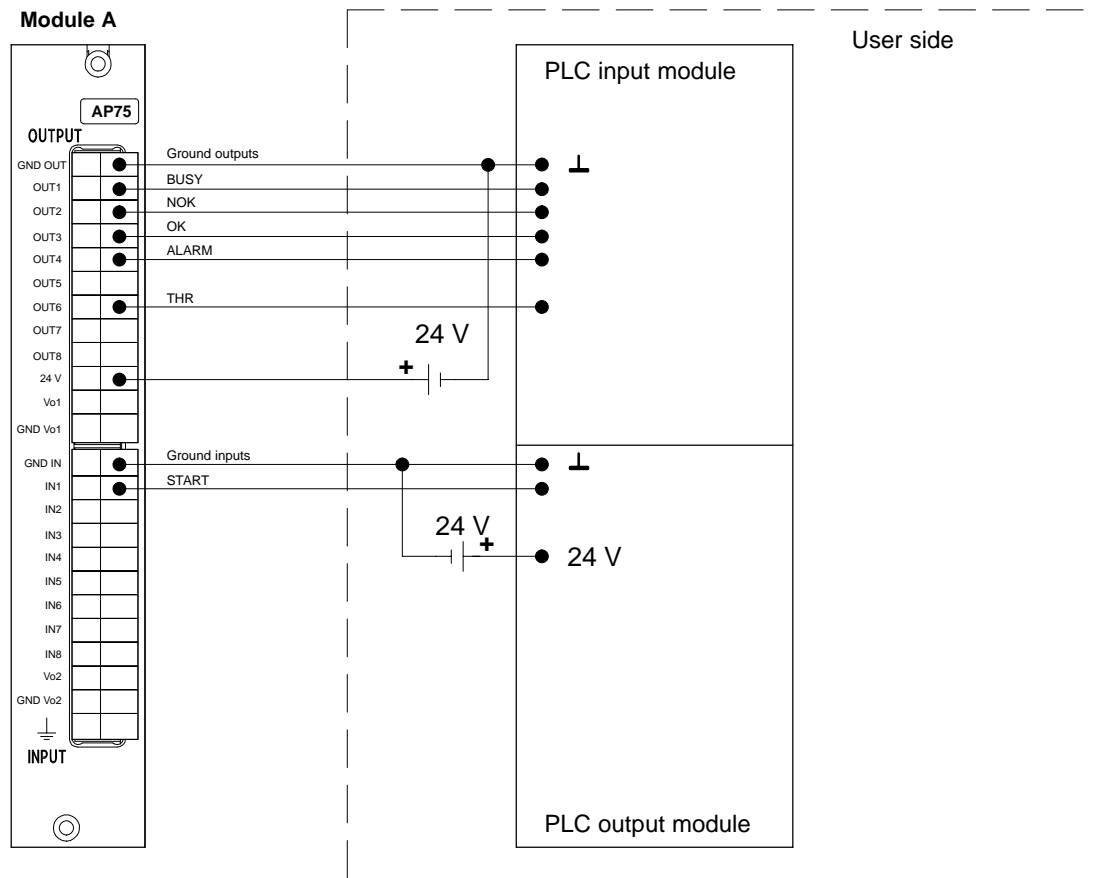 Module A
User side
PLC input module
AP75
OUTPUT
GND OUT
Ground outputs
OUT1
BUSY
OUT2
NOK
OUT3
OK
OUT4
ALARM
OUT5
OUT6
THR
OUT7
24 V
OUT8
+
24 V
Vo1
GND Vo1
GND IN
Ground inputs
IN1
START
IN2
IN3
24 V
+
IN4
24 V
IN5
IN6
IN7
IN8
Vo2
GND Vo2
INPUT
PLC output module